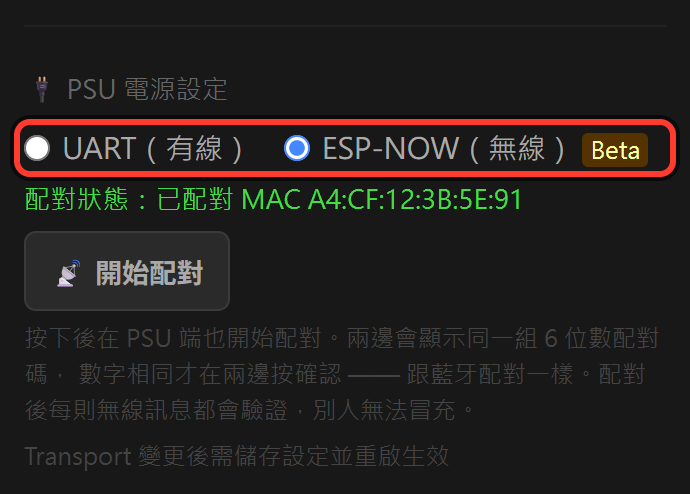 PSU 電源設定
UART（有線） ESP-NOW（無線） Beta
配對狀態：已配對 MAC A4:CF:12:3B:5E:91
開始配對
按下後在 PSU 端也開始配對。兩邊會顯示同一組 6 位數配對
碼， 數字相同才在兩邊按確認 —— 跟藍牙配對一樣。配對
後每則無線訊息都會驗證，別人無法冒充。
Transport 變更後需儲存設定並重啟生效